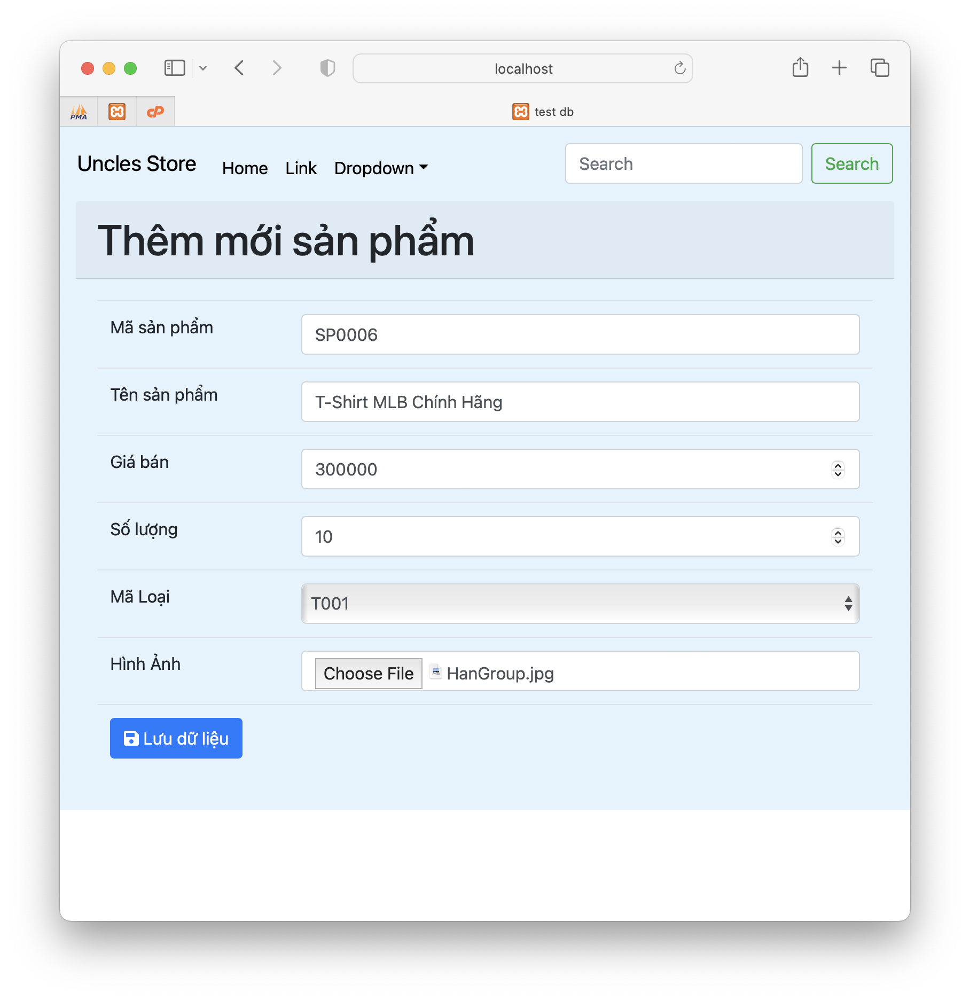 localhost
PMA
test db
Uncles Store
Home
Link
Dropdown
Search
Search
Thêm mới sản phẩm
Mã sản phẩm
SP0006
Tên sản phẩm
T-Shirt MLB Chính Hãng
Giá bán
300000
Số lượng
10
Mã Loại
T001
Hình Ảnh
Choose File
HanGroup.jpg
Lưu dữ liệu